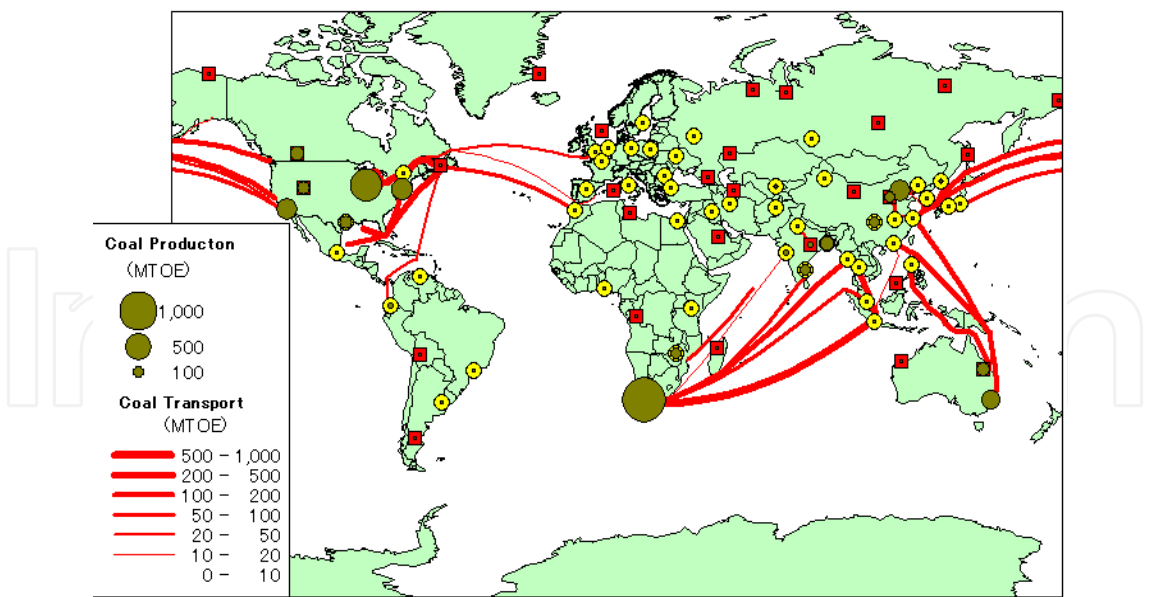 Coal Producton
(MTOE)
1,000
500
100
Coal Transport
(MTOE)
500 - 1,000
200 - 500
100 - 200
50 - 100
20 - 50
10 - 20
0 - 10